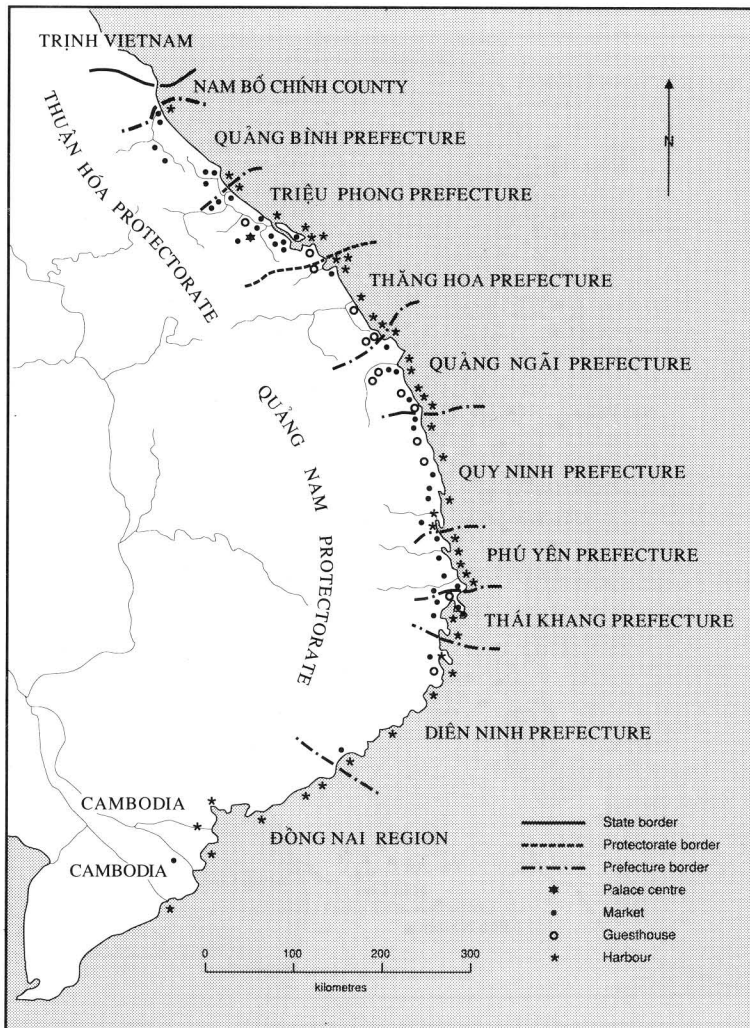 TRỊNH VIETNAM
NAM BỐ CHÍNH COUNTY
THUẬN HÓA PROTECTORATE
QUẢNG BÌNH PREFECTURE
N
TRIỆU PHONG PREFECTURE
THĂNG HOA PREFECTURE
QUẢNG NGÃI PREFECTURE
QUẢNG NAM PROTECTORATE
QUY NINH PREFECTURE
PHÚ YÊN PREFECTURE
THÁI KHANG PREFECTURE
DIÊN NINH PREFECTURE
CAMBODIA
ĐỒNG NAI REGION
CAMBODIA
State border
Protectorate border
Prefecture border
Palace centre
Market
Guesthouse
Harbour
0 100 200 300
kilometres